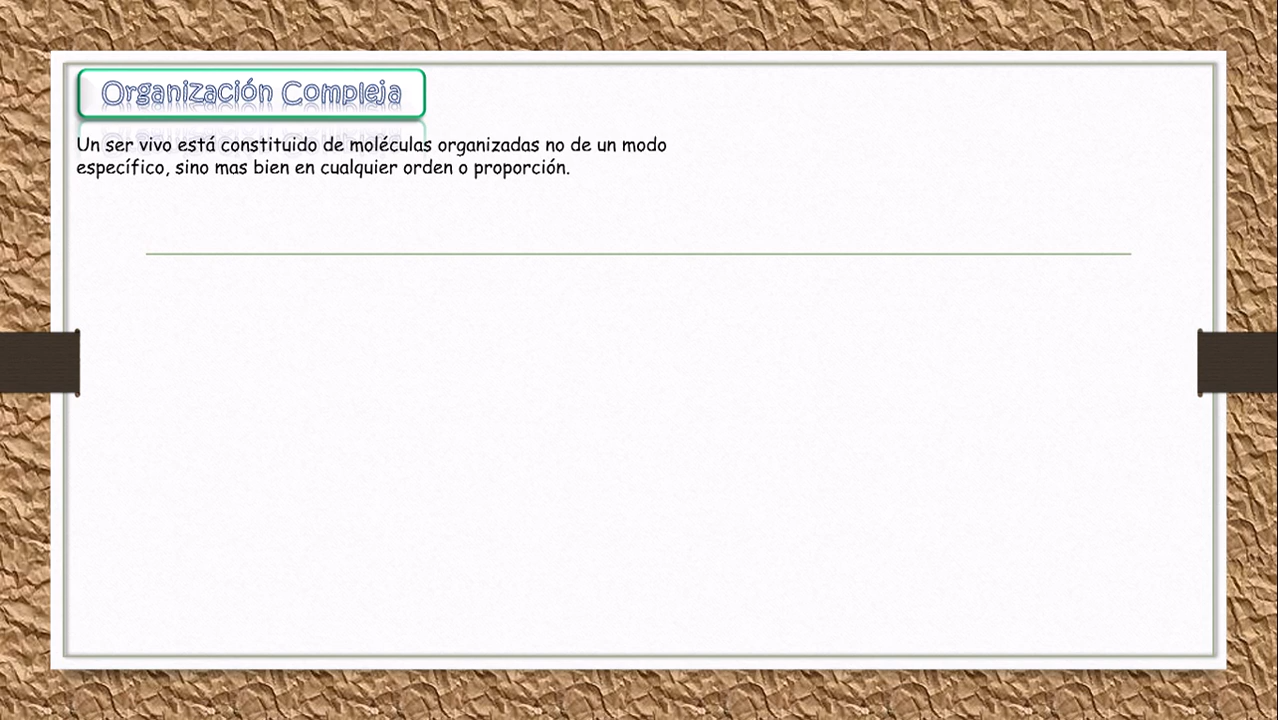 Organización Compleja
Un ser vivo está constituido de moléculas organizadas no de un modo
específico, sino mas bien en cualquier orden o proporción.